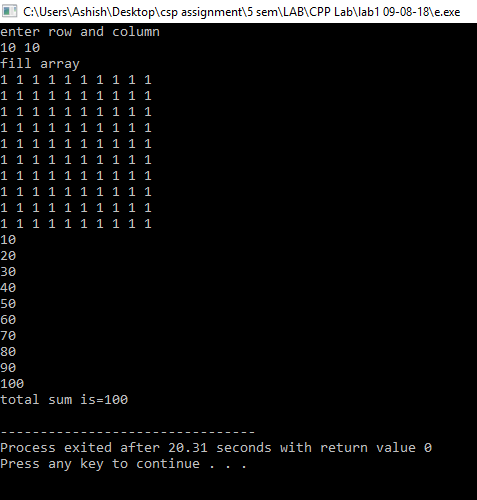 C:\Users\Ashish\Desktop\csp assignment\5 sem\LAB\CPP Lab\lab1 09-08-18\e.exe
enter row and column
10 10
fill array
1 1 1 1 1 1 1 1 1 1
1 1 1 1 1 1 1 1 1 1
1 1 1 1 1 1 1 1 1 1
1 1 1 1 1 1 1 1 1 1
1 1 1 1 1 1 1 1 1 1
1 1 1 1 1 1 1 1 1 1
1 1 1 1 1 1 1 1 1 1
1 1 1 1 1 1 1 1 1 1
1 1 1 1 1 1 1 1 1 1
1 1 1 1 1 1 1 1 1 1
10
20
30
40
50
60
70
80
90
100
total sum is=100
--------------------------------
Process exited after 20.31 seconds with return value 0
Press any key to continue . . .